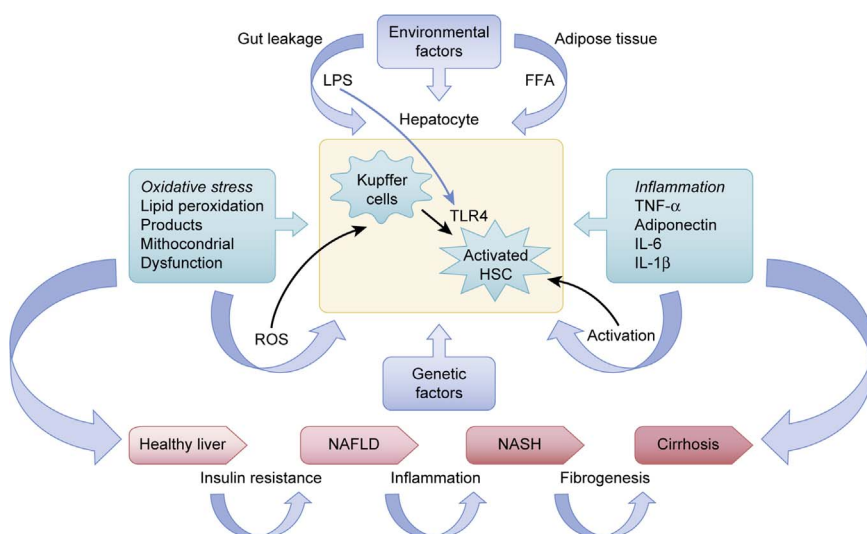 Gut leakage
Environmental
factors
Adipose tissue
LPS
FFA
Hepatocyte
Oxidative stress
Lipid peroxidation
Products
Mithocondrial
Dysfunction
Kupffer
cells
TLR4
Activated
HSC
Inflammation
TNF-α
Adiponectin
IL-6
IL-1β
ROS
Activation
Genetic
factors
Healthy liver
NAFLD
NASH
Cirrhosis
Insulin resistance
Inflammation
Fibrogenesis